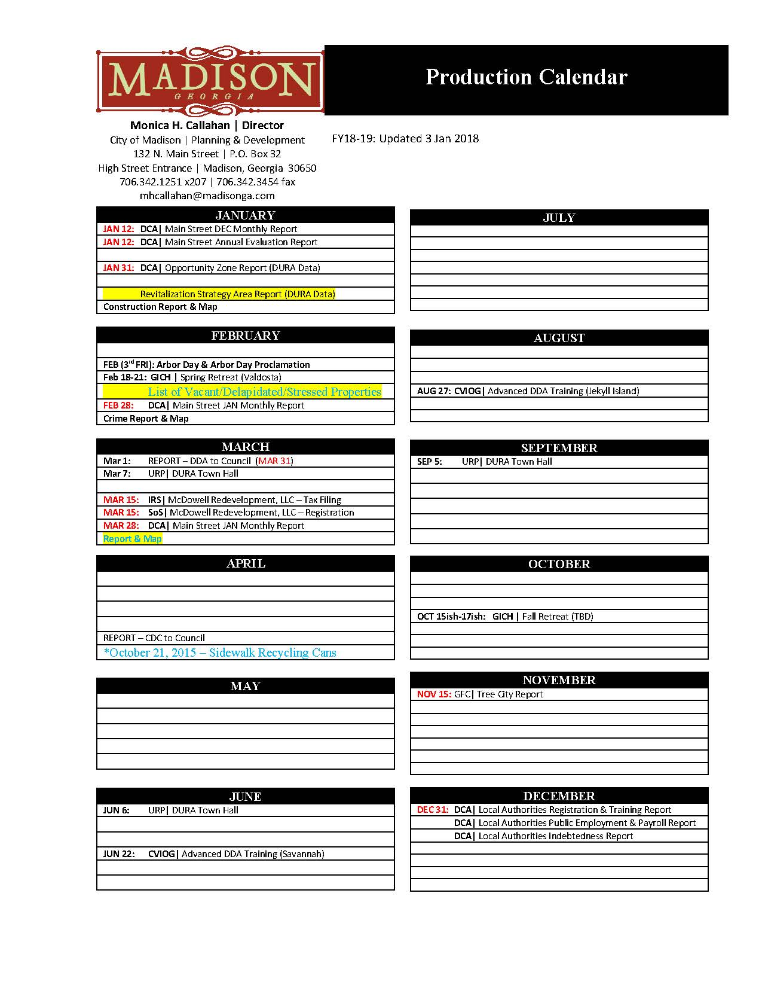 MADISON
GEORGIA
Production Calendar
Monica H. Callahan | Director
City of Madison | Planning & Development
132 N. Main Street | P.O. Box 32
High Street Entrance | Madison, Georgia  30650
706.342.1251 x207 | 706.342.3454 fax
mhcallahan@madisonga.com
FY18-19: Updated 3 Jan 2018
JANUARY
JAN 12: DCA| Main Street DEC Monthly Report
JAN 12: DCA| Main Street Annual Evaluation Report
JAN 31: DCA| Opportunity Zone Report (DURA Data)
Revitalization Strategy Area Report (DURA Data)
Construction Report & Map
FEBRUARY
FEB (3rd FRI): Arbor Day & Arbor Day Proclamation
Feb 18-21: GICH | Spring Retreat (Valdosta)
List of Vacant/Delapidated/Stressed Properties
FEB 28: DCA| Main Street JAN Monthly Report
Crime Report & Map
MARCH
Mar 1: REPORT – DDA to Council (MAR 31)
Mar 7: URP| DURA Town Hall
MAR 15: IRS| McDowell Redevelopment, LLC – Tax Filing
MAR 15: SoS| McDowell Redevelopment, LLC – Registration
MAR 28: DCA| Main Street JAN Monthly Report
Report & Map
APRIL
REPORT – CDC to Council
*October 21, 2015 – Sidewalk Recycling Cans
MAY
JUNE
JUN 6: URP| DURA Town Hall
JUN 22: CVIOG| Advanced DDA Training (Savannah)
JULY
AUGUST
AUG 27: CVIOG| Advanced DDA Training (Jekyll Island)
SEPTEMBER
SEP 5: URP| DURA Town Hall
OCTOBER
OCT 15ish-17ish: GICH | Fall Retreat (TBD)
NOVEMBER
NOV 15: GFC| Tree City Report
DECEMBER
DEC 31: DCA| Local Authorities Registration & Training Report
DCA| Local Authorities Public Employment & Payroll Report
DCA| Local Authorities Indebtedness Report